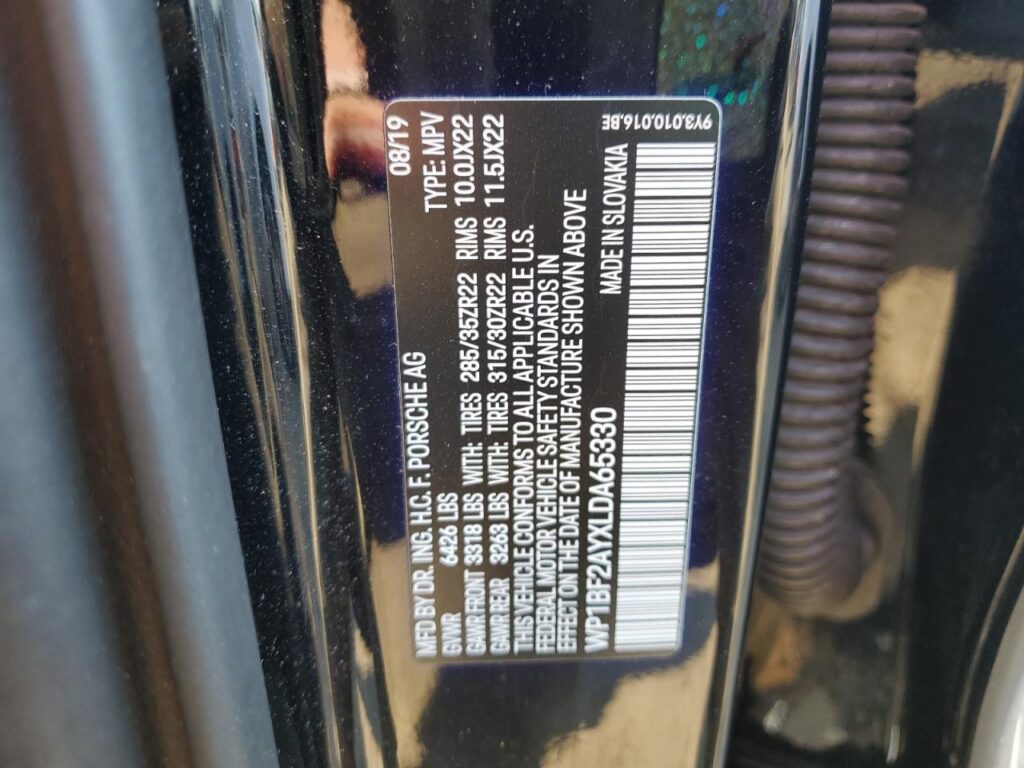 MFD BY DR. ING. H.C. F. PORSCHE AG 08/19
GVWR 6426 LBS TYPE: MPV
GAWR FRONT 3318 LBS WITH: TIRES 285/35ZR22 RIMS 10.0JX22
GAWR REAR 3263 LBS WITH: TIRES 315/30ZR22 RIMS 11.5JX22
THIS VEHICLE CONFORMS TO ALL APPLICABLE U.S.
FEDERAL MOTOR VEHICLE SAFETY STANDARDS IN
EFFECT ON THE DATE OF MANUFACTURE SHOWN ABOVE
WP1BF2AYXLDA65330 MADE IN SLOVAKIA
9Y3.010.016.BE